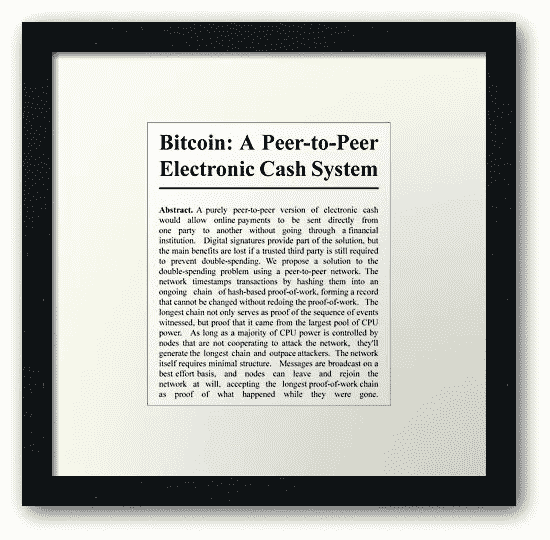 Bitcoin: A Peer-to-Peer
Electronic Cash System
Abstract. A purely peer-to-peer version of electronic cash
would allow online payments to be sent directly from
one party to another without going through a financial
institution. Digital signatures provide part of the solution, but
the main benefits are lost if a trusted third party is still required
to prevent double-spending. We propose a solution to the
double-spending problem using a peer-to-peer network. The
network timestamps transactions by hashing them into an
ongoing chain of hash-based proof-of-work, forming a record
that cannot be changed without redoing the proof-of-work. The
longest chain not only serves as proof of the sequence of events
witnessed, but proof that it came from the largest pool of CPU
power. As long as a majority of CPU power is controlled by
nodes that are not cooperating to attack the network, they'll
generate the longest chain and outpace attackers. The network
itself requires minimal structure. Messages are broadcast on a
best effort basis, and nodes can leave and rejoin the
network at will, accepting the longest proof-of-work chain
as proof of what happened while they were gone.